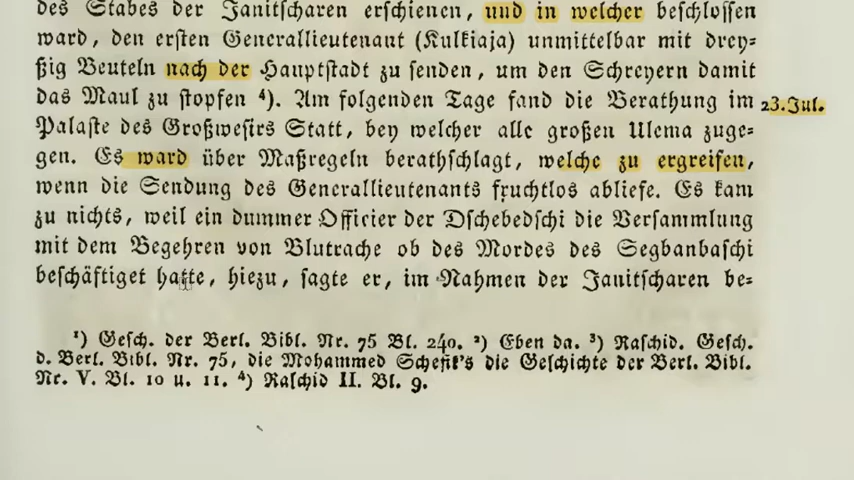 des Stabes der Janitscharen erschienen, und in welcher beschlossen
ward, den ersten Generallieutenant (Kulkiaja) unmittelbar mit drey-
ßig Beuteln nach der Hauptstadt zu senden, um den Schreyern damit
das Maul zu stopfen ⁴). Am folgenden Tage fand die Berathung im 23. Jul.
Palaste des Großwesirs Statt, bey welcher alle großen Ulema zuge-
gen. Es ward über Maßregeln berathschlagt, welche zu ergreifen,
wenn die Sendung des Generallieutenants fruchtlos abliefe. Es kam
zu nichts, weil ein dummer Officier der Dschebedschi die Versammlung
mit dem Begehren von Blutrache ob des Mordes des Segbanbaschi
beschäftiget hatte, hiezu, sagte er, im Nahmen der Janitscharen be-
¹) Gesch. der Berl. Bibl. Nr. 75 Bl. 240. ²) Eben da. ³) Raschid. Gesch.
d. Berl. Bibl. Nr. 75, die Mohammed Schefii's die Geschichte der Berl. Bibl.
Nr. V. Bl. 10 u. 11. ⁴) Raschid II. Bl. 9.